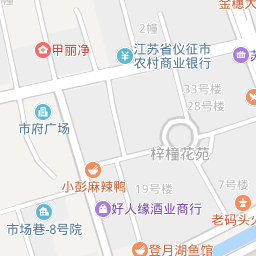 金穗大
2幢
甲丽净
江苏省仪征市
农村商业银行
33号楼
28号楼
市府广场
梓橦花苑
小彭麻辣鸭
19号楼
7号楼
好人缘酒业商行
老码头火
市场巷-8号院
登月湖鱼馆